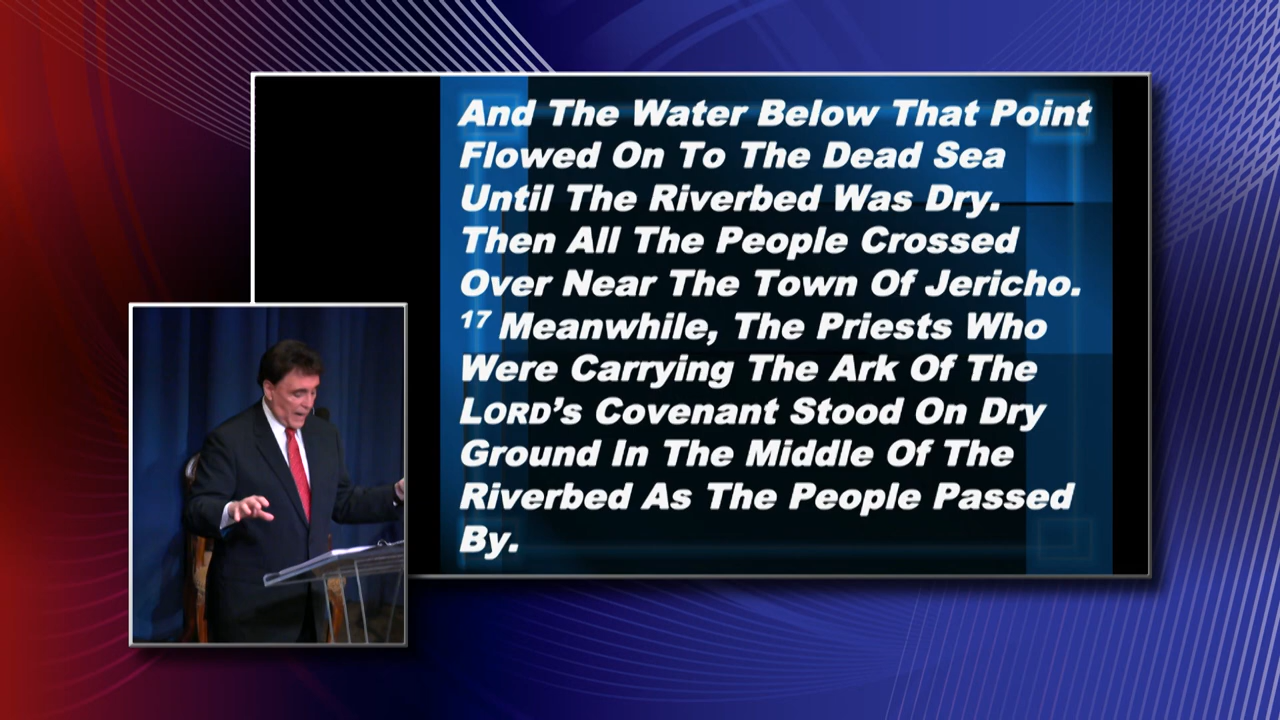 And The Water Below That Point
Flowed On To The Dead Sea
Until The Riverbed Was Dry.
Then All The People Crossed
Over Near The Town Of Jericho.
17 Meanwhile, The Priests Who
Were Carrying The Ark Of The
LORD’s Covenant Stood On Dry
Ground In The Middle Of The
Riverbed As The People Passed
By.